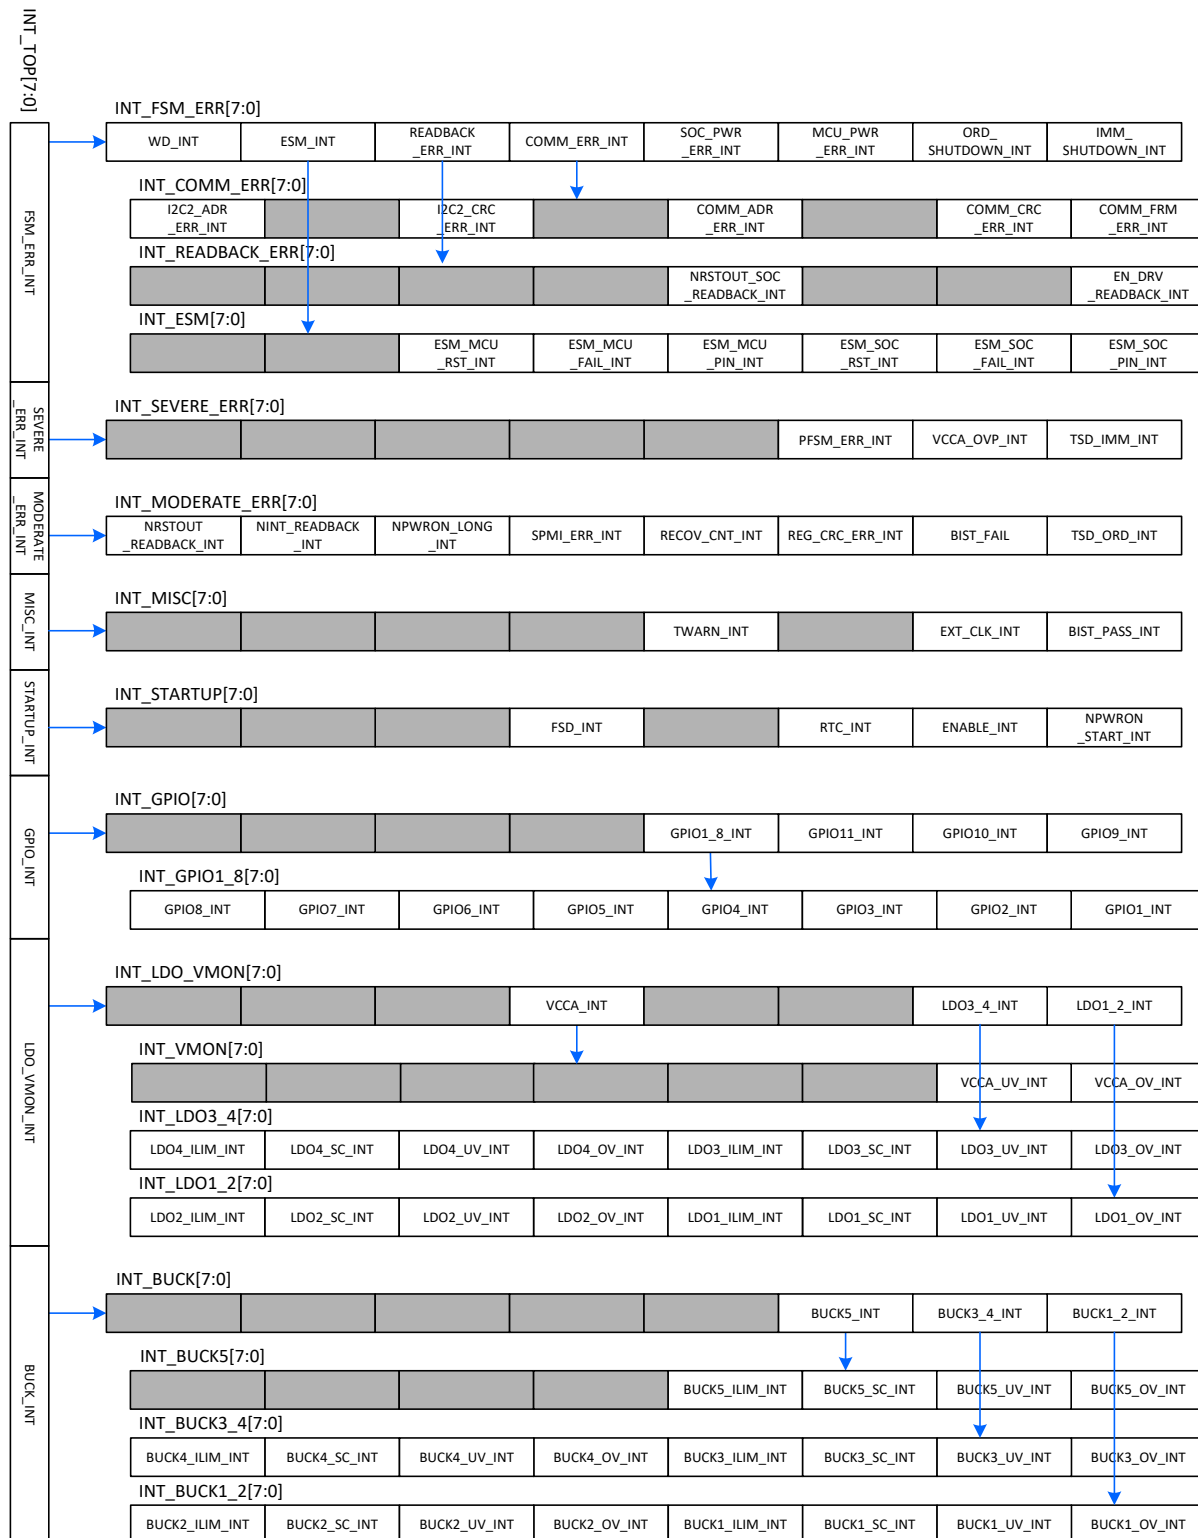 INT_TOP[7:0]
INT_FSM_ERR[7:0]
FSM_ERR_INT
WD_INT
ESM_INT
READBACK
_ERR_INT
COMM_ERR_INT
SOC_PWR
_ERR_INT
MCU_PWR
_ERR_INT
ORD_
SHUTDOWN_INT
IMM_
SHUTDOWN_INT
INT_COMM_ERR[7:0]
I2C2_ADR
_ERR_INT
I2C2_CRC
_ERR_INT
COMM_ADR
_ERR_INT
COMM_CRC
_ERR_INT
COMM_FRM
_ERR_INT
INT_READBACK_ERR[7:0]
NRSTOUT_SOC
_READBACK_INT
EN_DRV
_READBACK_INT
INT_ESM[7:0]
ESM_MCU
_RST_INT
ESM_MCU
_FAIL_INT
ESM_MCU
_PIN_INT
ESM_SOC
_RST_INT
ESM_SOC
_FAIL_INT
ESM_SOC
_PIN_INT
SEVERE
_ERR_INT
INT_SEVERE_ERR[7:0]
PFSM_ERR_INT
VCCA_OVP_INT
TSD_IMM_INT
MODERATE
_ERR_INT
INT_MODERATE_ERR[7:0]
NRSTOUT
_READBACK_INT
NINT_READBACK
_INT
NPWRON_LONG
_INT
SPMI_ERR_INT
RECOV_CNT_INT
REG_CRC_ERR_INT
BIST_FAIL
TSD_ORD_INT
MISC_INT
INT_MISC[7:0]
TWARN_INT
EXT_CLK_INT
BIST_PASS_INT
STARTUP_INT
INT_STARTUP[7:0]
FSD_INT
RTC_INT
ENABLE_INT
NPWRON
_START_INT
GPIO_INT
INT_GPIO[7:0]
GPIO1_8_INT
GPIO11_INT
GPIO10_INT
GPIO9_INT
INT_GPIO1_8[7:0]
GPIO8_INT
GPIO7_INT
GPIO6_INT
GPIO5_INT
GPIO4_INT
GPIO3_INT
GPIO2_INT
GPIO1_INT
LDO_VMON_INT
INT_LDO_VMON[7:0]
VCCA_INT
LDO3_4_INT
LDO1_2_INT
INT_VMON[7:0]
VCCA_UV_INT
VCCA_OV_INT
INT_LDO3_4[7:0]
LDO4_ILIM_INT
LDO4_SC_INT
LDO4_UV_INT
LDO4_OV_INT
LDO3_ILIM_INT
LDO3_SC_INT
LDO3_UV_INT
LDO3_OV_INT
INT_LDO1_2[7:0]
LDO2_ILIM_INT
LDO2_SC_INT
LDO2_UV_INT
LDO2_OV_INT
LDO1_ILIM_INT
LDO1_SC_INT
LDO1_UV_INT
LDO1_OV_INT
BUCK_INT
INT_BUCK[7:0]
BUCK5_INT
BUCK3_4_INT
BUCK1_2_INT
INT_BUCK5[7:0]
BUCK5_ILIM_INT
BUCK5_SC_INT
BUCK5_UV_INT
BUCK5_OV_INT
INT_BUCK3_4[7:0]
BUCK4_ILIM_INT
BUCK4_SC_INT
BUCK4_UV_INT
BUCK4_OV_INT
BUCK3_ILIM_INT
BUCK3_SC_INT
BUCK3_UV_INT
BUCK3_OV_INT
INT_BUCK1_2[7:0]
BUCK2_ILIM_INT
BUCK2_SC_INT
BUCK2_UV_INT
BUCK2_OV_INT
BUCK1_ILIM_INT
BUCK1_SC_INT
BUCK1_UV_INT
BUCK1_OV_INT